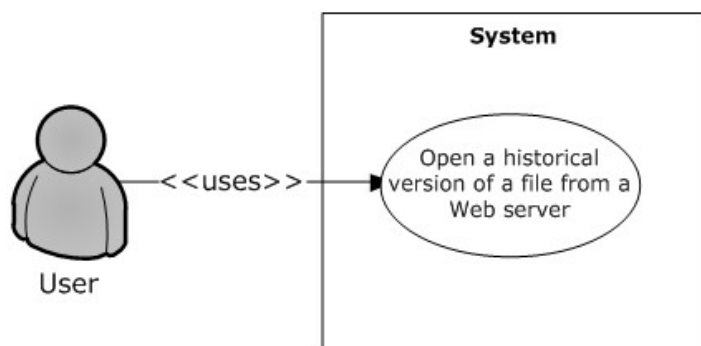 System
<<uses>>
Open a historical
version of a file from a
Web server
User